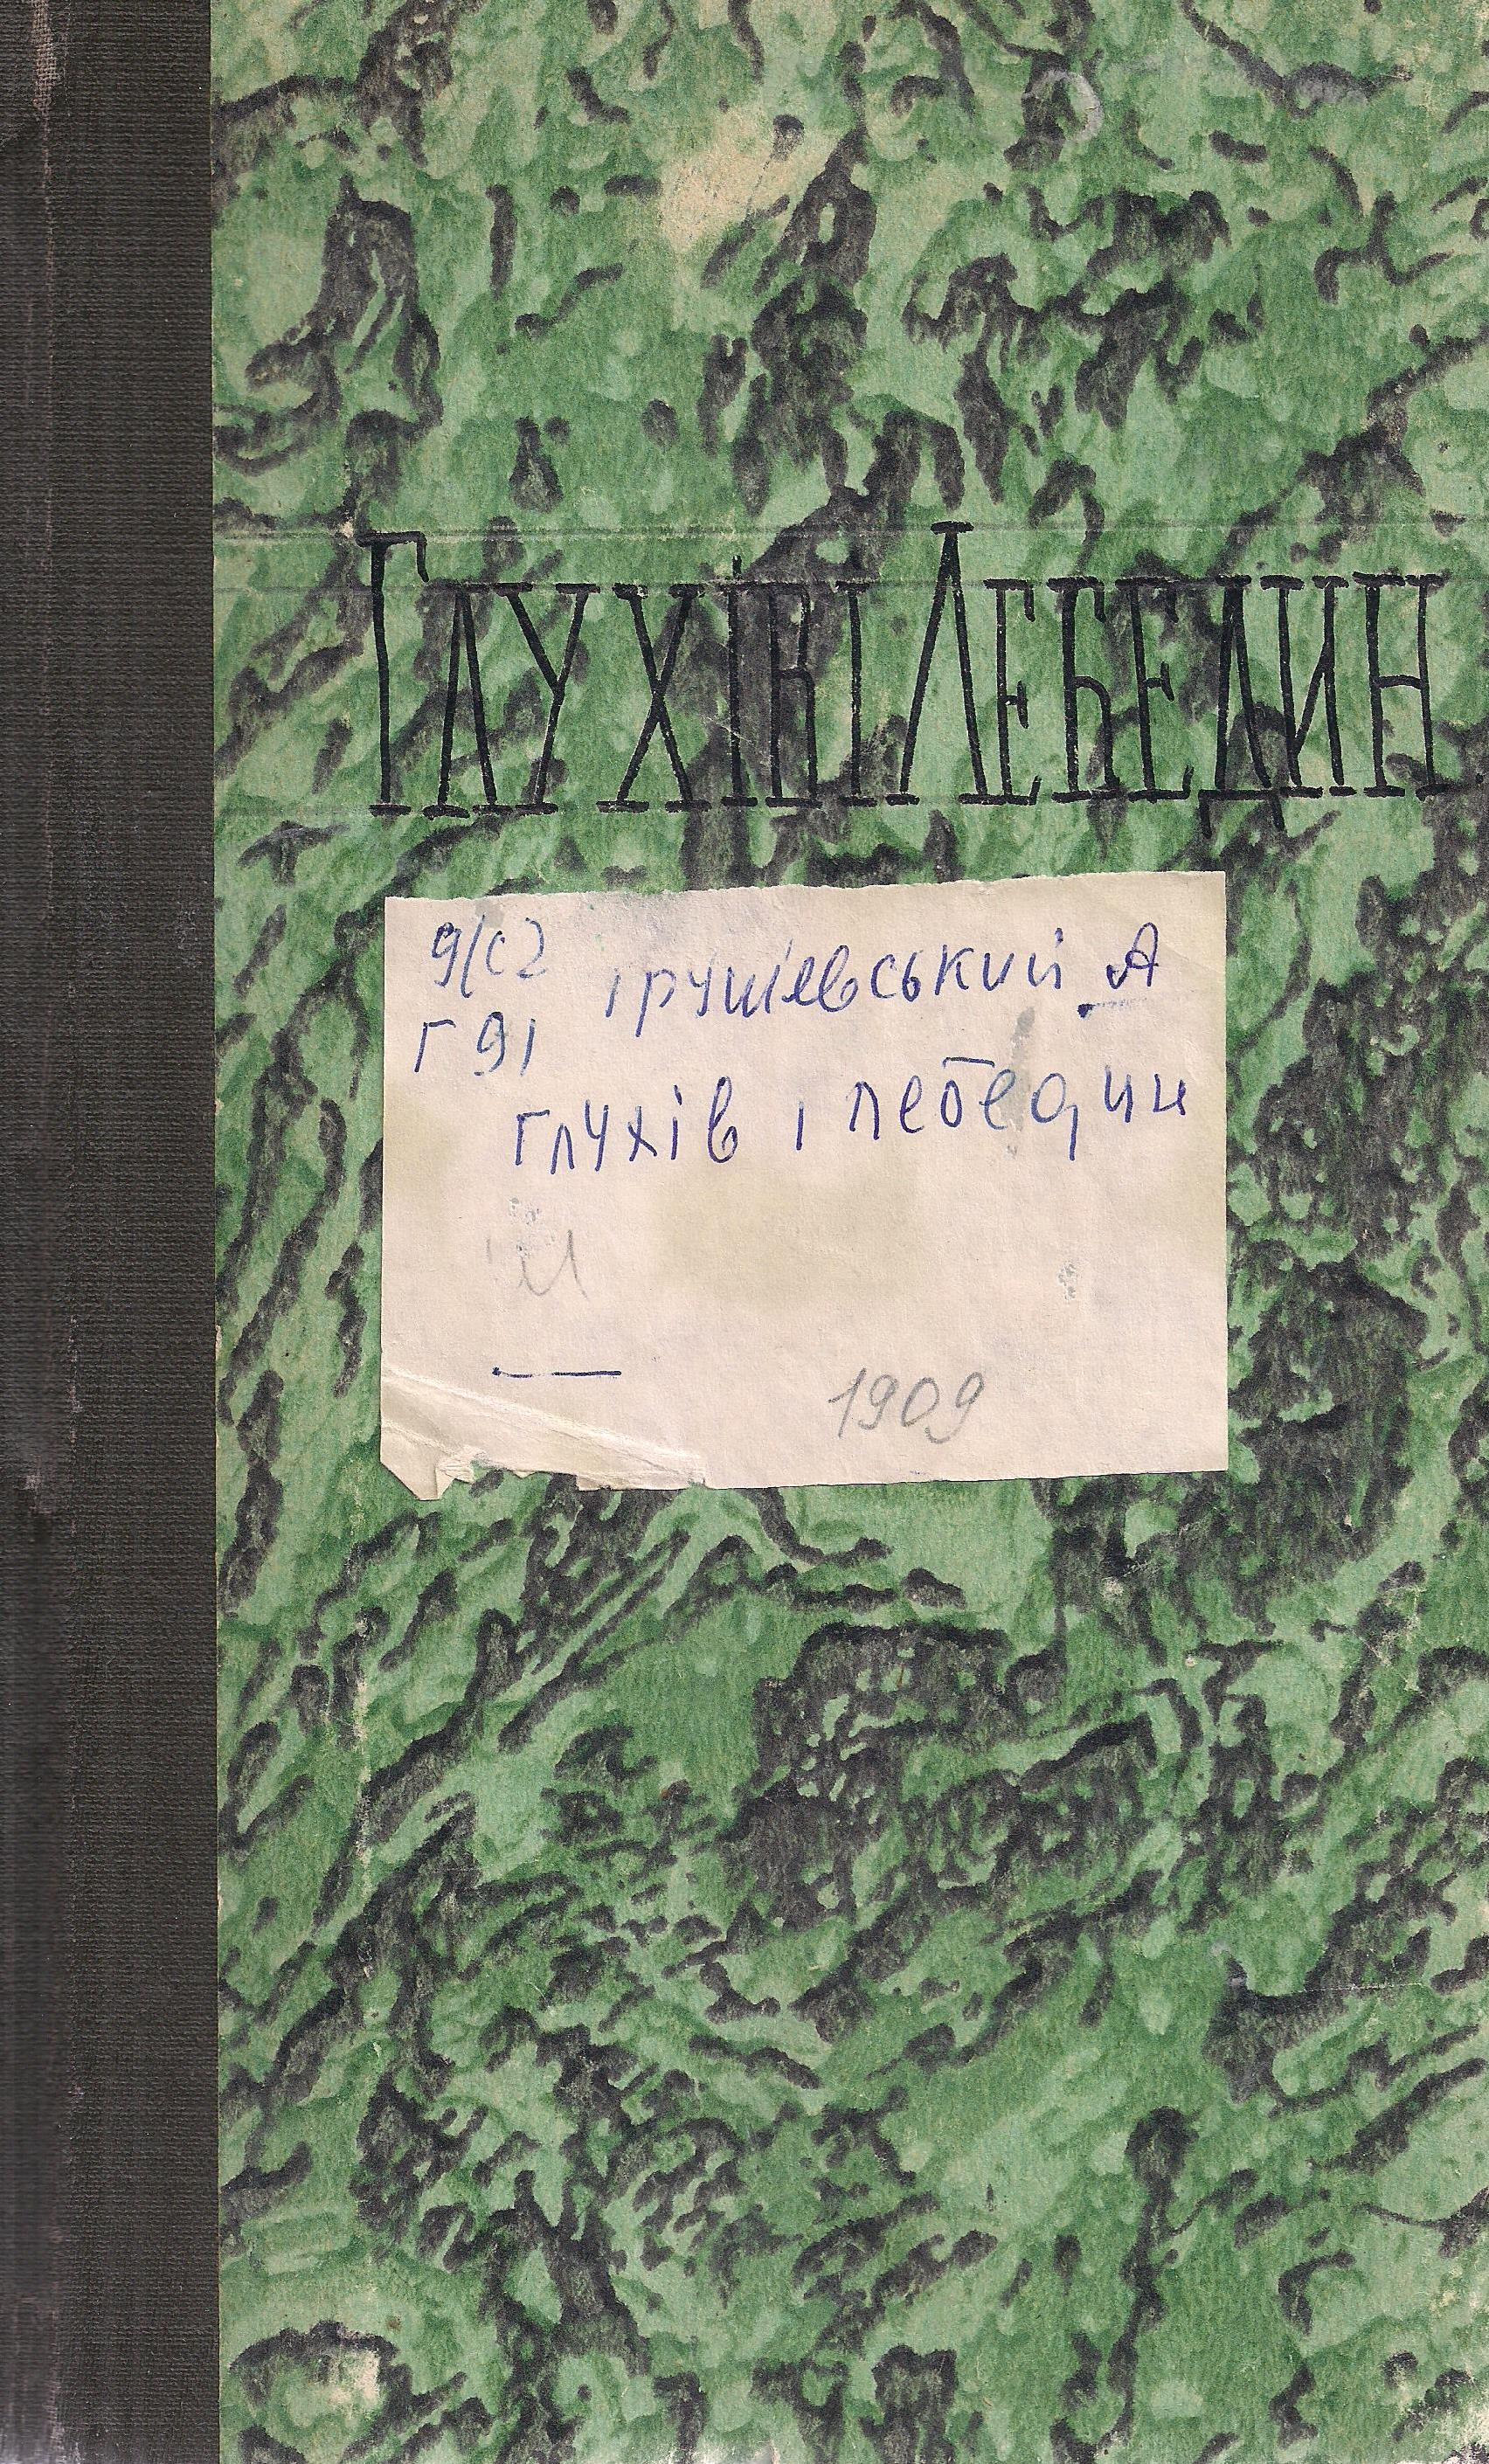 ГЛУХІВ І ЛЕБЕДИН.
9/с2 Грушевський А
Г 91
Глухів і лебедин
1909